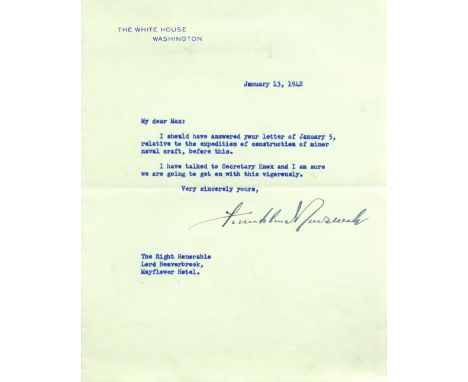 THE WHITE HOUSE
WASHINGTON
January 13, 1942
My dear Max:
I should have answered your letter of January 5,
relative to the expedition of construction of minor
naval craft, before this.
I have talked to Secretary Knox and I am sure
we are going to get on with this vigorously.
Very sincerely yours,
Franklin D Roosevelt
The Right Honorable
Lord Beaverbrook,
Mayflower Hotel.